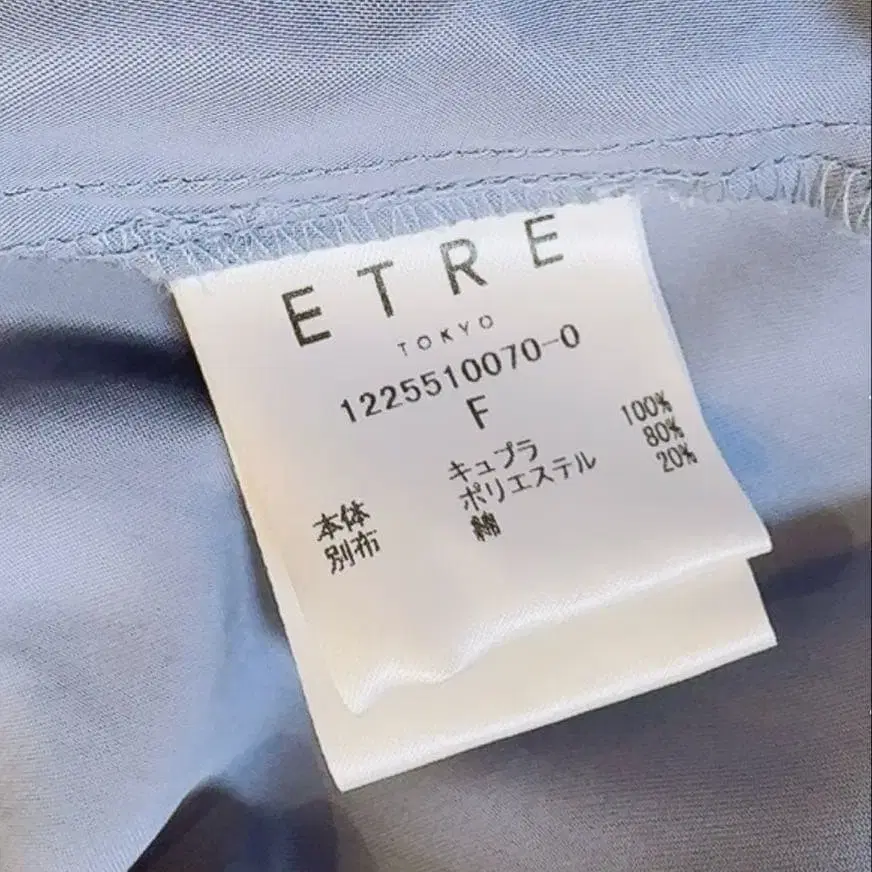 ETRE
TOKYO
1225510070-0
F
本体 キュプラ 100%
別布 ポリエステル 80%
綿 20%